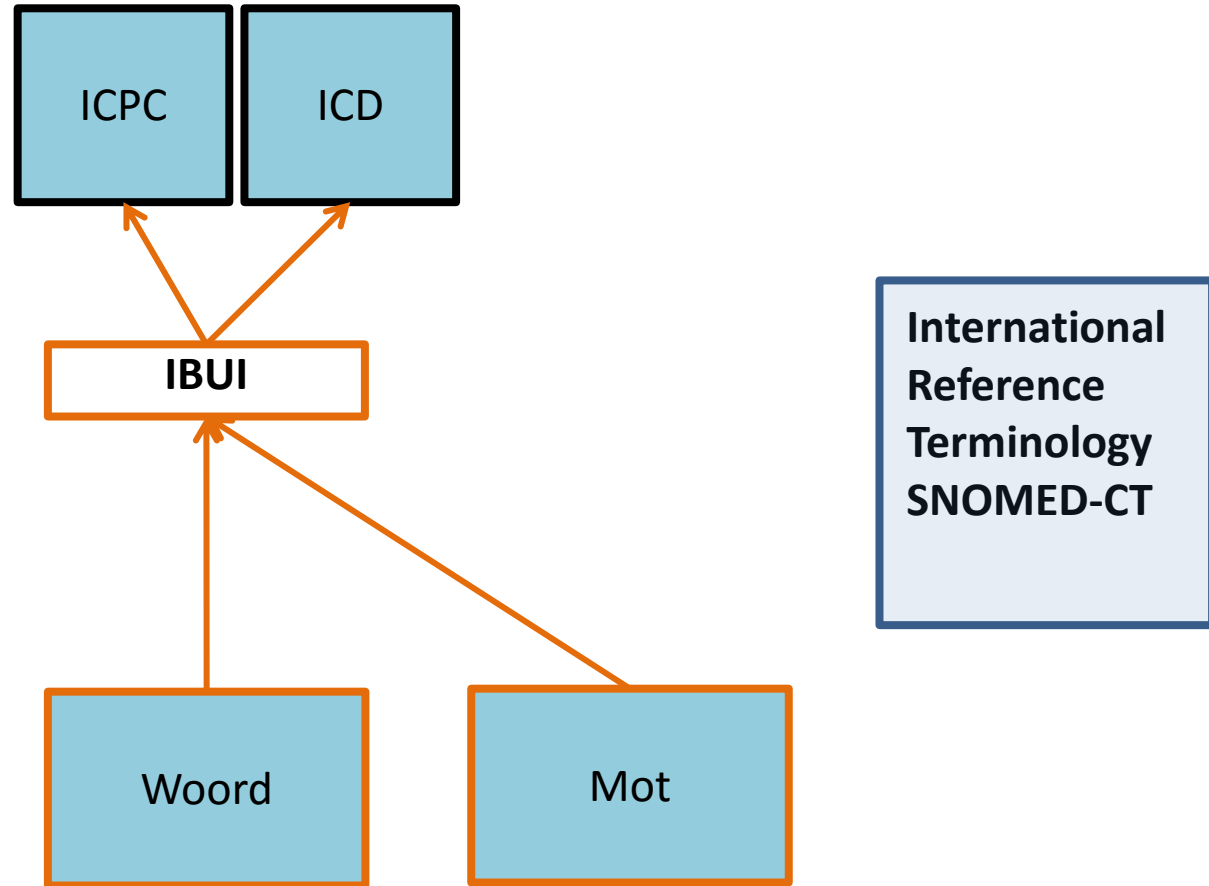 ICPC
ICD
IBUI
International
Reference
Terminology
SNOMED-CT
Woord
Mot